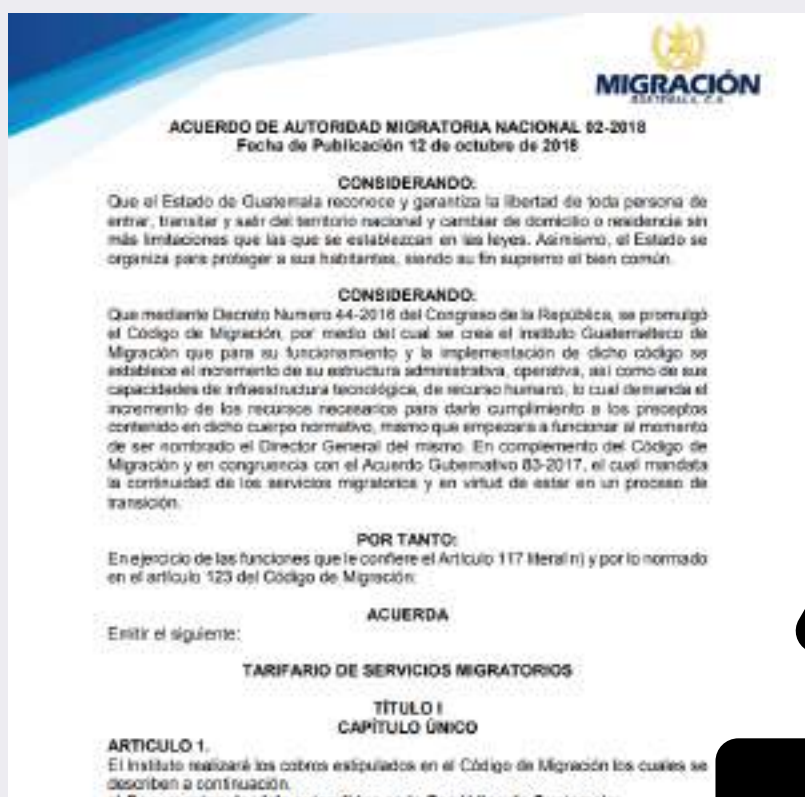 MIGRACIÓN
GUATEMALA, C.A.
ACUERDO DE AUTORIDAD MIGRATORIA NACIONAL 02-2018
Fecha de Publicación 12 de octubre de 2018
CONSIDERANDO:
Que el Estado de Guatemala reconoce y garantiza la libertad de toda persona de
entrar, transitar y salir del territorio nacional y cambiar de domicilio o residencia sin
más limitaciones que las que se establezcan en las leyes. Asimismo, el Estado se
organiza para proteger a sus habitantes, siendo su fin supremo el bien común.
CONSIDERANDO:
Que mediante Decreto Numero 44-2016 del Congreso de la República, se promulgó
el Código de Migración, por medio del cual se crea el Instituto Guatemalteco de
Migración que para su funcionamiento y la implementación de dicho código se
establece el incremento de su estructura administrativa, operativa, así como de sus
capacidades de infraestructura tecnológica, de recurso humano, lo cual demanda el
incremento de los recursos necesarios para darle cumplimiento a los preceptos
contenido en dicho cuerpo normativo, mismo que empezara a funcionar al momento
de ser nombrado el Director General del mismo. En complemento del Código de
Migración y en congruencia con el Acuerdo Gubernativo 83-2017, el cual mandata
la continuidad de los servicios migratorios y en virtud de estar en un proceso de
transición.
POR TANTO:
En ejercicio de las funciones que le confiere el Artículo 117 literal n) y por lo normado
en el artículo 123 del Código de Migración:
ACUERDA
Emitir el siguiente:
TARIFARIO DE SERVICIOS MIGRATORIOS
TÍTULO I
CAPÍTULO ÚNICO
ARTICULO 1.
El Instituto realizará los cobros estipulados en el Código de Migración los cuales se
describen a continuación.